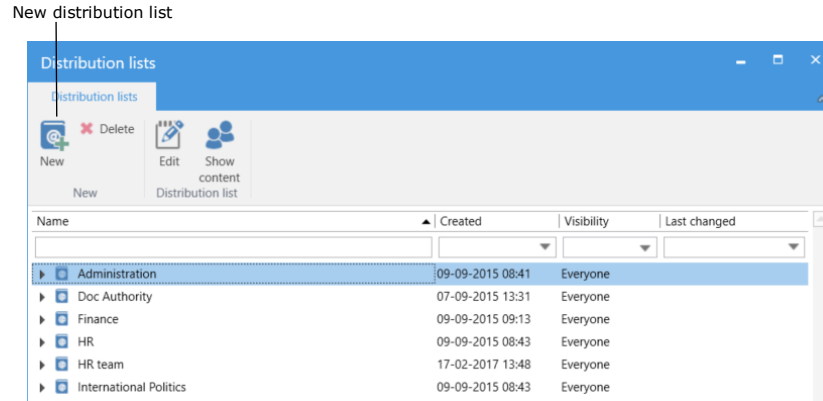 New distribution list
Distribution lists
Distribution lists
New
Delete
Edit
Show
content
New
Distribution list
Name Created Visibility Last changed
Administration 09-09-2015 08:41 Everyone
Doc Authority 07-09-2015 13:31 Everyone
Finance 09-09-2015 09:13 Everyone
HR 09-09-2015 08:43 Everyone
HR team 17-02-2017 13:48 Everyone
International Politics 09-09-2015 08:43 Everyone